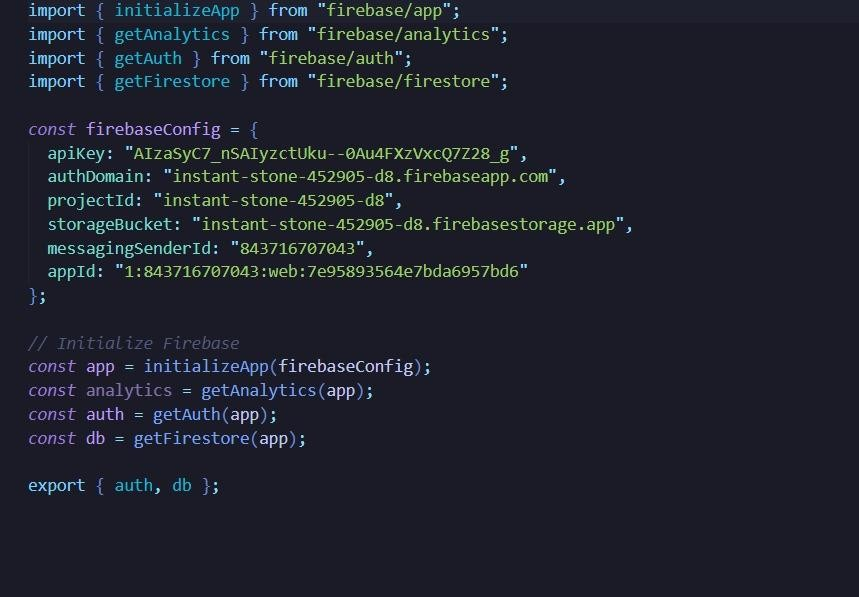 import { initializeApp } from "firebase/app";
import { getAnalytics } from "firebase/analytics";
import { getAuth } from "firebase/auth";
import { getFirestore } from "firebase/firestore";
const firebaseConfig = {
apiKey: "AIzaSyC7_nSAIyzctUku--0Au4FXzVxcQ7Z28_g",
authDomain: "instant-stone-452905-d8.firebaseapp.com",
projectId: "instant-stone-452905-d8",
storageBucket: "instant-stone-452905-d8.firebasestorage.app",
messagingSenderId: "843716707043",
appId: "1:843716707043:web:7e95893564e7bda6957bd6"
};
// Initialize Firebase
const app = initializeApp(firebaseConfig);
const analytics = getAnalytics(app);
const auth = getAuth(app);
const db = getFirestore(app);
export { auth, db };